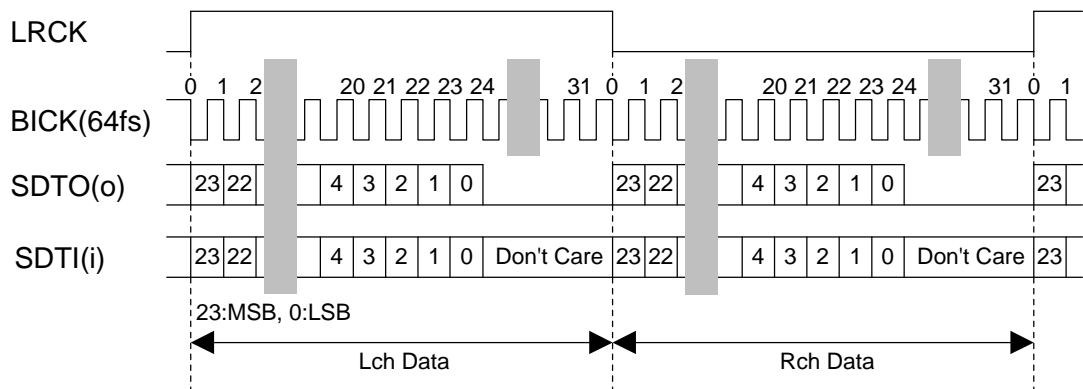 LRCK
0 1 2 20 21 22 23 24 31 0 1 2 20 21 22 23 24 31 0 1
BICK(64fs)
SDTO(o) 23 22 4 3 2 1 0 23 22 4 3 2 1 0 23
SDTI(i) 23 22 4 3 2 1 0 Don't Care 23 22 4 3 2 1 0 Don't Care 23
23:MSB, 0:LSB
Lch Data Rch Data